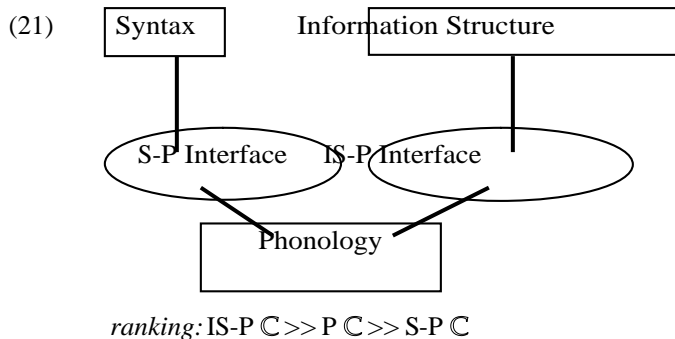 (21) Syntax Information Structure
S-P Interface IS-P Interface
Phonology
ranking: IS-P ℂ >> P ℂ >> S-P ℂ